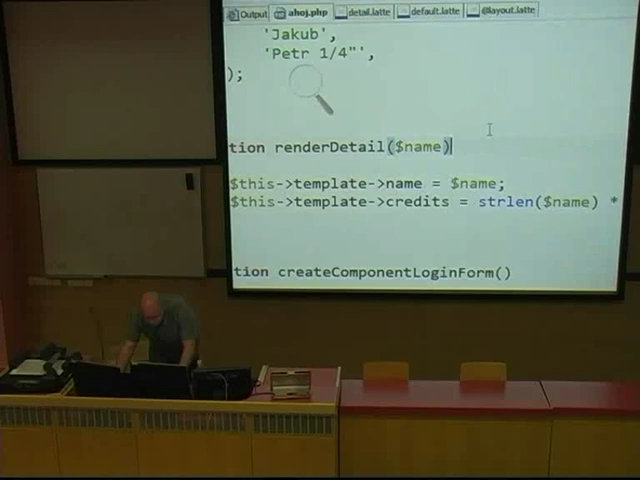 Output ahoj.php detail.latte default.latte @layout.latte
'Jakub',
'Petr 1/4"',
);
tion renderDetail($name)
$this->template->name = $name;
$this->template->credits = strlen($name) *
tion createComponentLoginForm()